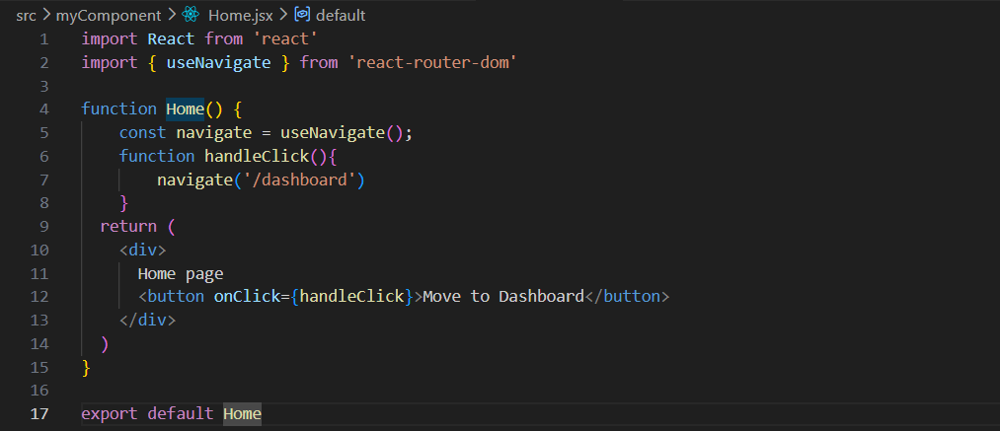 src > myComponent > Home.jsx > default
1 import React from 'react'
2 import { useNavigate } from 'react-router-dom'
3
4 function Home() {
5     const navigate = useNavigate();
6     function handleClick(){
7         navigate('/dashboard')
8     }
9   return (
10     <div>
11       Home page
12       <button onClick={handleClick}>Move to Dashboard</button>
13     </div>
14   )
15 }
16
17 export default Home